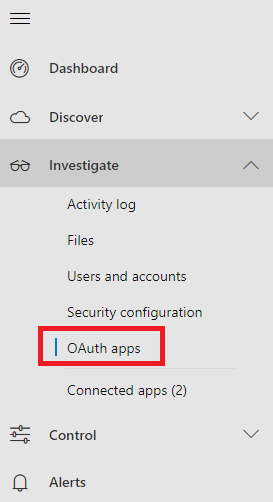 Dashboard
Discover
Investigate
Activity log
Files
Users and accounts
Security configuration
OAuth apps
Connected apps (2)
Control
Alerts